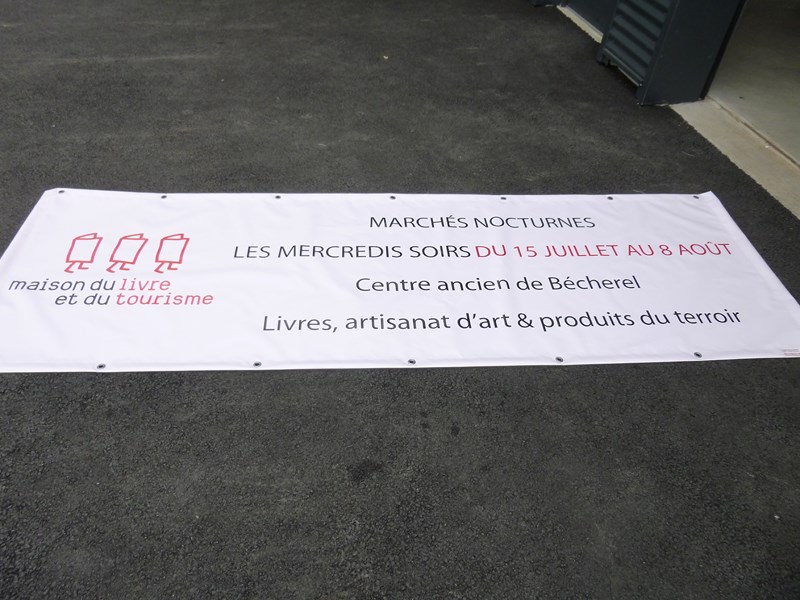 maison du livre
et du tourisme
MARCHÉS NOCTURNES
LES MERCREDIS SOIRS DU 15 JUILLET AU 8 AOÛT
Centre ancien de Bécherel
Livres, artisanat d'art & produits du terroir